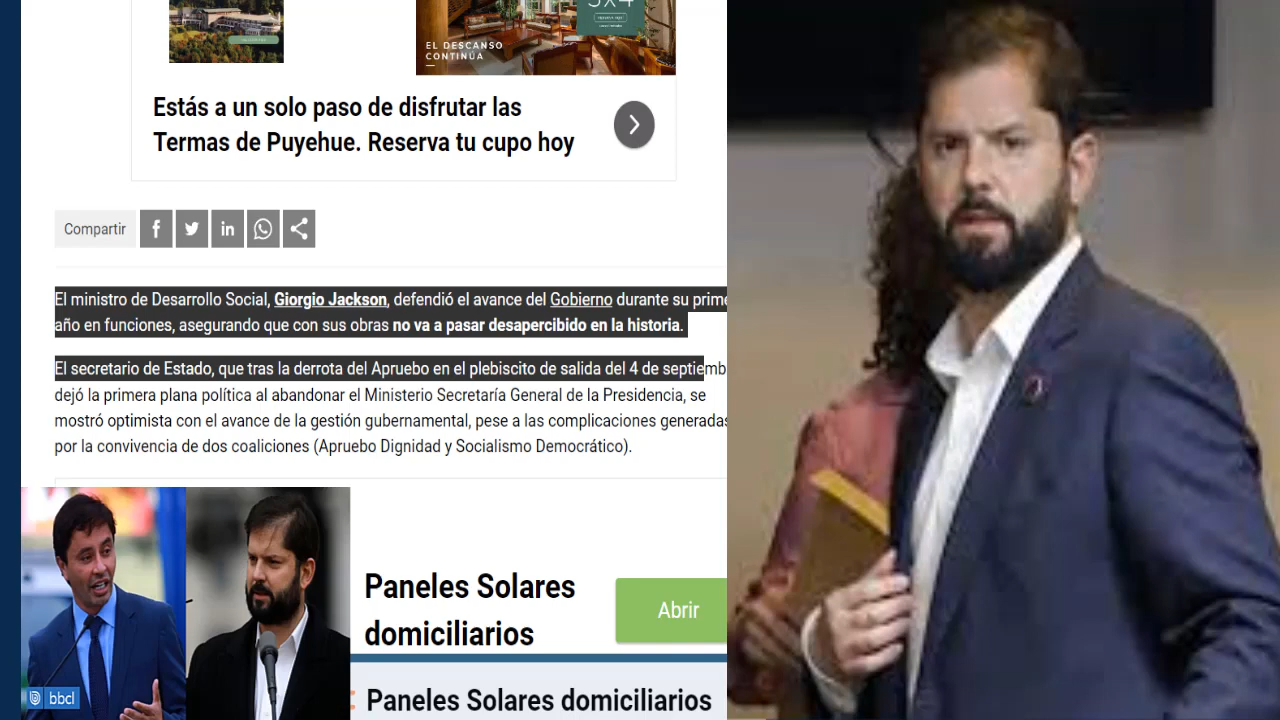 3X4
EL DESCANSO
CONTINÚA
Estás a un solo paso de disfrutar las
Termas de Puyehue. Reserva tu cupo hoy
Compartir
El ministro de Desarrollo Social, Giorgio Jackson, defendió el avance del Gobierno durante su prime
año en funciones, asegurando que con sus obras no va a pasar desapercibido en la historia.
El secretario de Estado, que tras la derrota del Apruebo en el plebiscito de salida del 4 de septiemb
dejó la primera plana política al abandonar el Ministerio Secretaría General de la Presidencia, se
mostró optimista con el avance de la gestión gubernamental, pese a las complicaciones generadas
por la convivencia de dos coaliciones (Apruebo Dignidad y Socialismo Democrático).
Paneles Solares
domiciliarios
Abrir
bbcl
Paneles Solares domiciliarios